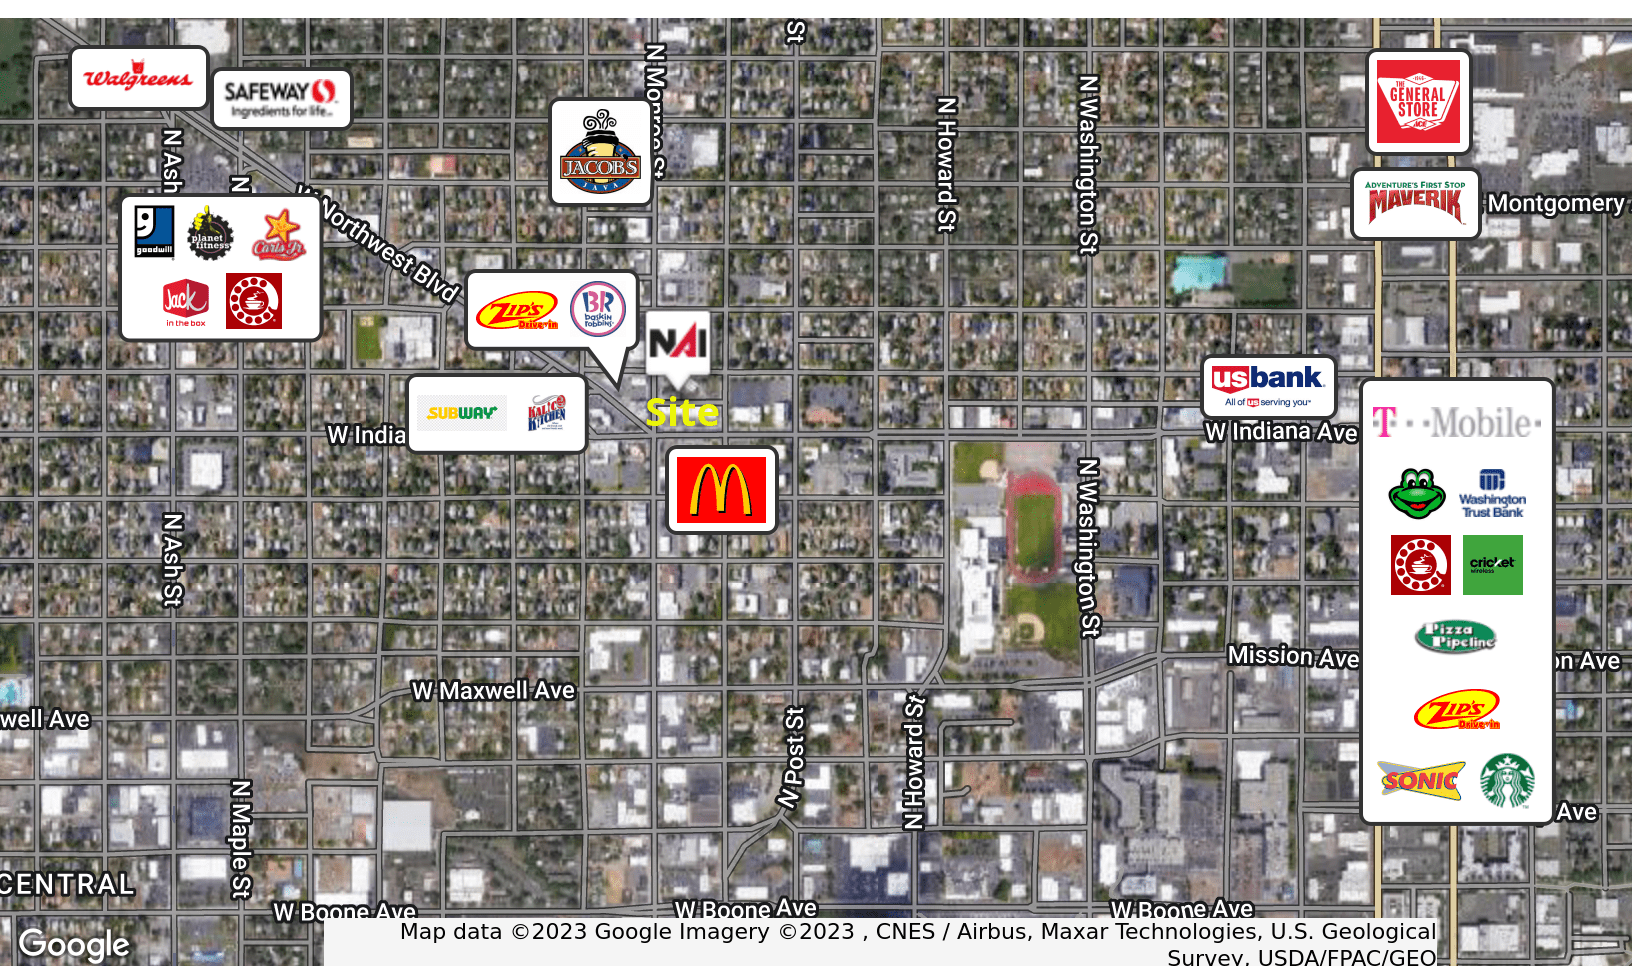 St
N Monroe St
Walgreens
SAFEWAY
Ingredients for life...
THE
GENERAL
STORE
ACE
N Washington St
N Howard St
JACOBS
JAVA
N Ash
N
ADVENTURE'S FIRST STOP
MAVERIK
Montgomery
W Northwest Blvd
goodwill
planet
fitness
Carl's Jr.
Jack
in the box
ZIP'S
Drive-in
BR
baskin
robbins
NAI
Site
usbank
All of us serving you
SUBWAY
KALICO
KITCHEN
W India
W Indiana Ave
T-Mobile
Washington
Trust Bank
N Washington St
N Ash St
cricket
wireless
Pizza
Pipeline
Mission Ave
on Ave
W Maxwell Ave
well Ave
ZIP'S
Drive-in
N Post St
N Howard St
SONIC
Ave
N Maple St
CENTRAL
W Boone Ave
W Boone Ave
W Boone Ave
Google
Map data ©2023 Google Imagery ©2023 , CNES / Airbus, Maxar Technologies, U.S. Geological
Survey, USDA/FPAC/GEO